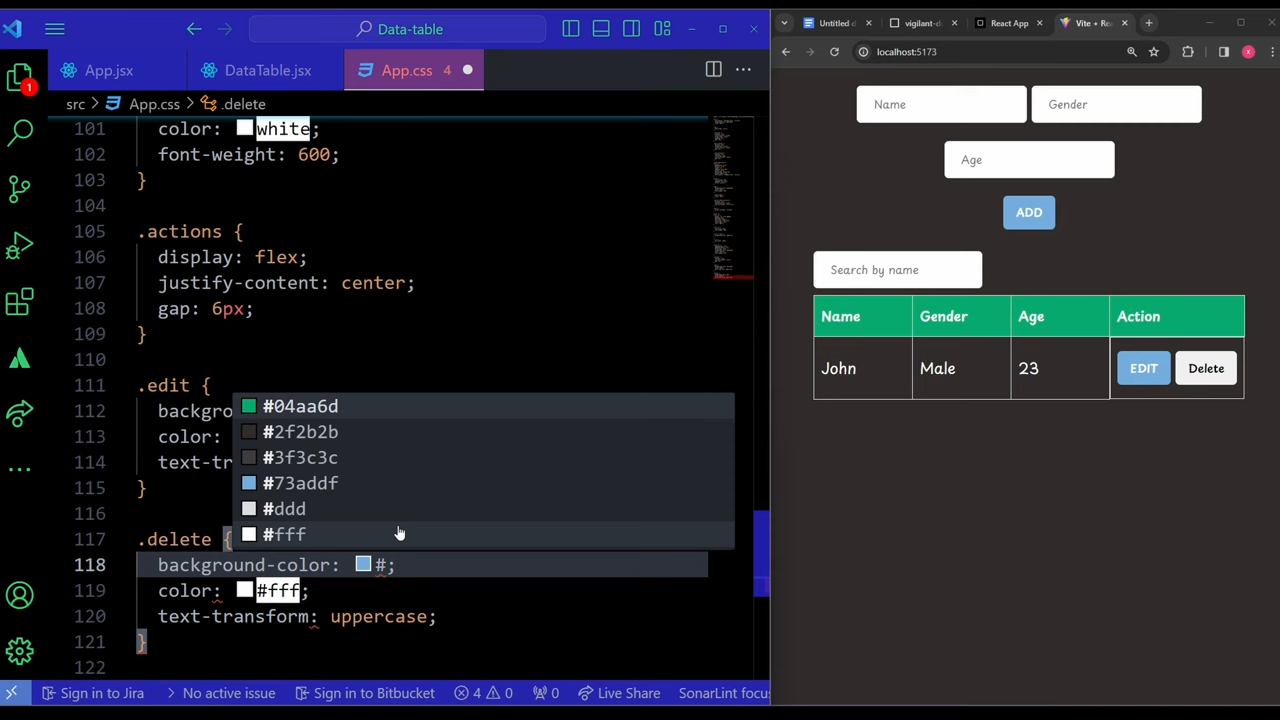 Data-table
App.jsx
DataTable.jsx
App.css 4
src > App.css > .delete
101 color: white;
102 font-weight: 600;
103 }
104
105 .actions {
106 display: flex;
107 justify-content: center;
108 gap: 6px;
109 }
110
111 .edit {
112 backgro
113 color:
114 text-tr
115 }
116
117 .delete {
118 background-color: #;
119 color: #fff;
120 text-transform: uppercase;
121 }
122
#04aa6d
#2f2b2b
#3f3c3c
#73addf
#ddd
#fff
1
Sign in to Jira
No active issue
Sign in to Bitbucket
4 0
0
Live Share
SonarLint focus
Untitled d
vigilant-d
React App
Vite + Rea
localhost:5173
x
Name
Gender
Age
ADD
Search by name
Name Gender Age Action
John Male 23 EDIT Delete